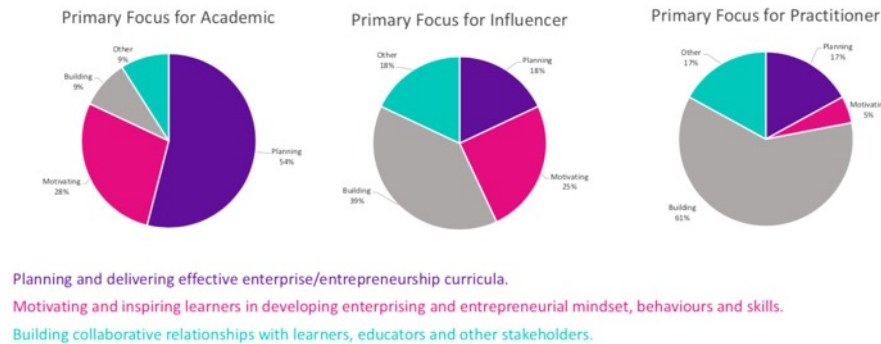 Primary Focus for Academic
Other
9%
Building
9%
Motivating
28%
Planning
54%
Primary Focus for Influencer
Other
18%
Planning
18%
Building
39%
Motivating
25%
Primary Focus for Practitioner
Other
17%
Planning
17%
Motivatin
5%
Building
61%
Planning and delivering effective enterprise/entrepreneurship curricula.
Motivating and inspiring learners in developing enterprising and entrepreneurial mindset, behaviours and skills.
Building collaborative relationships with learners, educators and other stakeholders.